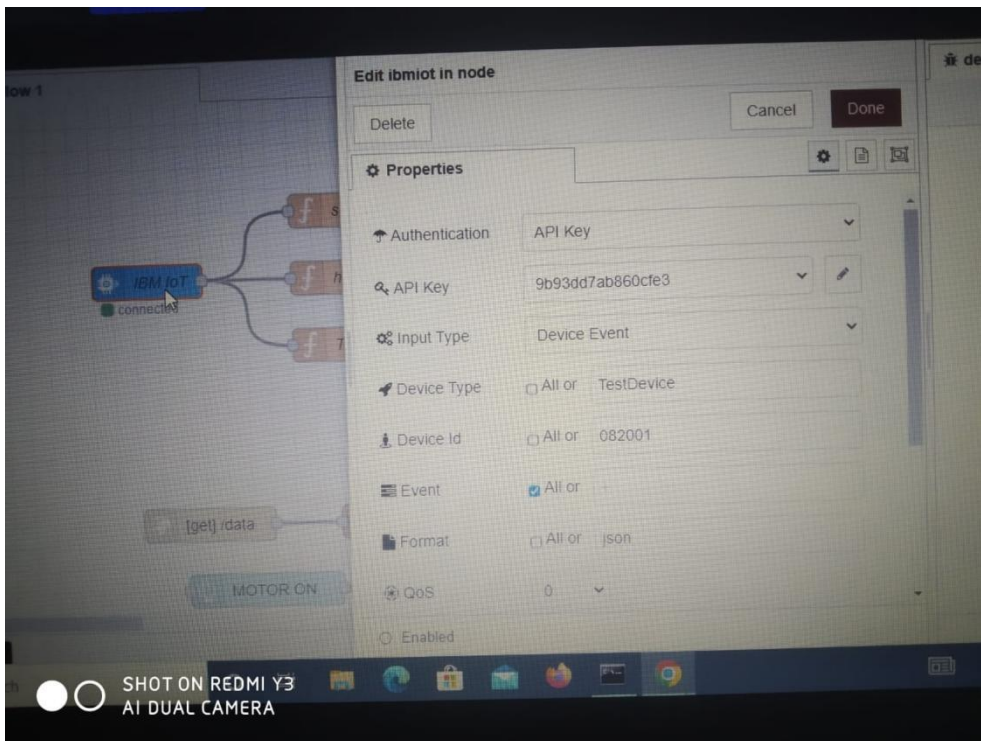 low 1
Edit ibmiot in node
de
Delete
Cancel
Done
Properties
s
Authentication
API Key
IBM IoT
h
API Key
9b93dd7ab860cfe3
connected
Input Type
Device Event
T
Device Type
All or
TestDevice
Device Id
All or
082001
Event
All or
[get] /data
Format
All or
json
MOTOR ON
QoS
0
Enabled
ch
SHOT ON REDMI Y3
AI DUAL CAMERA